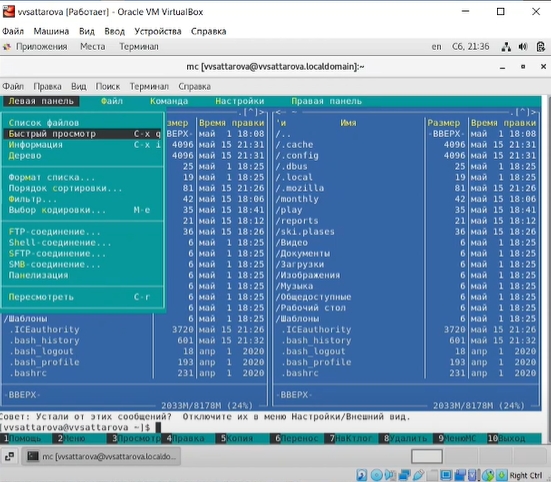 vvsattarova [Работает] - Oracle VM VirtualBox
Файл Машина Вид Ввод Устройства Справка
Приложения Места Терминал en Сб, 21:36
mc [vvsattarova@vvsattarova.localdomain]:~
Файл Правка Вид Поиск Терминал Справка
Левая панель Файл Команда Настройки Правая панель
.[^]> <- ~ .[^]>
Список файлов змер Время правки 'и Имя Размер Время правки
Быстрый просмотр C-x q ВЕРХ- май 1 18:08 /.. -ВВЕРХ- май 1 18:08
Информация C-x i 4096 май 15 21:31 /.cache 4096 май 15 21:31
Дерево 4096 май 15 21:31 /.config 4096 май 15 21:31
25 май 1 18:25 /.dbus 25 май 1 18:25
Формат списка... 19 май 1 18:25 /.local 19 май 1 18:25
Порядок сортировки... 81 май 15 21:26 /.mozilla 81 май 15 21:26
Фильтр... 42 май 15 18:06 /monthly 42 май 15 18:06
Выбор кодировки... M-e 35 май 15 18:41 /play 35 май 15 18:41
21 май 15 18:12 /reports 21 май 15 18:12
FTP-соединение... 36 май 15 18:26 /ski.plases 36 май 15 18:26
Shell-соединение... 6 май 1 18:25 /Видео 6 май 1 18:25
SFTP-соединение... 6 май 1 18:25 /Документы 6 май 1 18:25
SMB-соединение... 6 май 1 18:25 /Загрузки 6 май 1 18:25
Панелизация 6 май 1 18:25 /Изображения 6 май 1 18:25
6 май 1 18:25 /Музыка 6 май 1 18:25
Пересмотреть C-r 6 май 1 18:25 /Общедоступные 6 май 1 18:25
6 май 1 18:25 /Рабочий стол 6 май 1 18:25
/Шаблоны 6 май 1 18:25 /Шаблоны 6 май 1 18:25
.ICEauthority 3720 май 15 21:26 .ICEauthority 3720 май 15 21:26
.bash_history 601 май 15 21:32 .bash_history 601 май 15 21:32
.bash_logout 18 апр 1 2020 .bash_logout 18 апр 1 2020
.bash_profile 193 апр 1 2020 .bash_profile 193 апр 1 2020
.bashrc 231 апр 1 2020 .bashrc 231 апр 1 2020
-ВВЕРХ- -ВВЕРХ-
2033M/8178M (24%) 2033M/8178M (24%)
Совет: Устали от этих сообщений? Отключите их в меню Настройки/Внешний вид.
[vvsattarova@vvsattarova ~]$
1Помощь 2Меню 3Просмотр 4Правка 5Копия 6Перенос 7НвКтлог 8Удалить 9МенюМС 10Выход
mc [vvsattarova@vvsattarova.localdo...
Right Ctrl